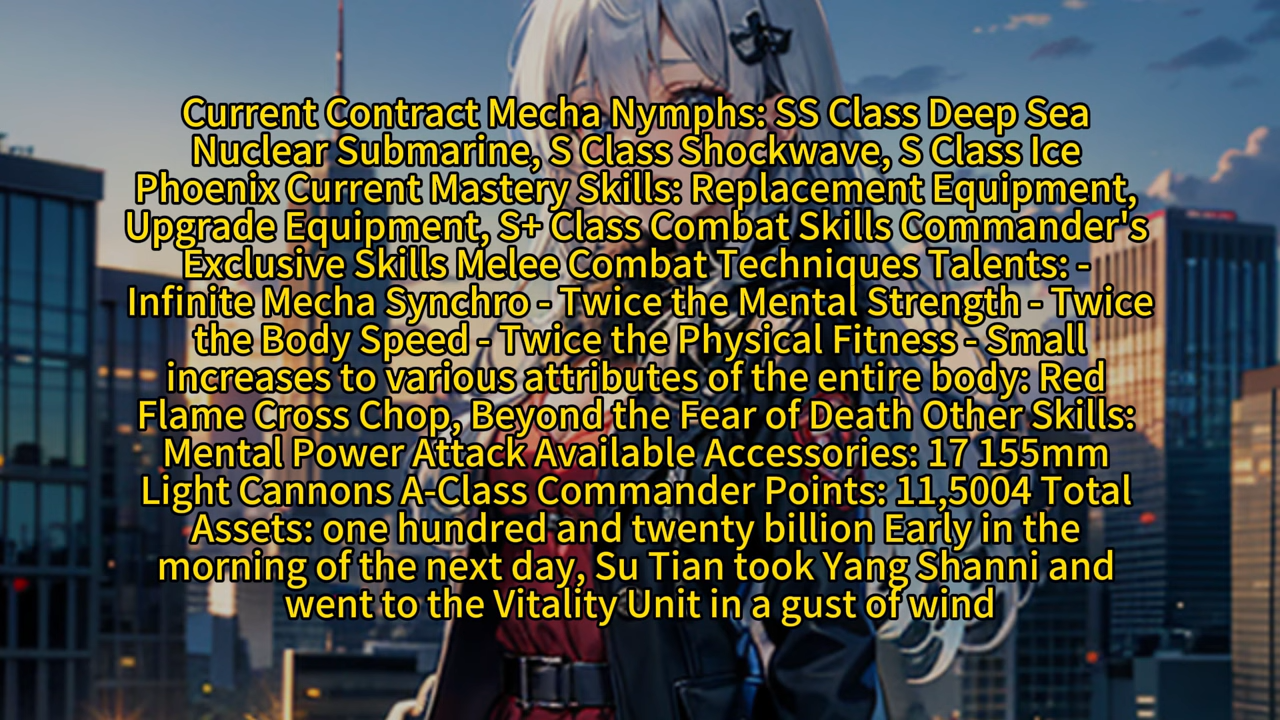 Current Contract Mecha Nymphs: SS Class Deep Sea
Nuclear Submarine, S Class Shockwave, S Class Ice
Phoenix Current Mastery Skills: Replacement Equipment,
Upgrade Equipment, S+ Class Combat Skills Commander's
Exclusive Skills Melee Combat Techniques Talents: -
Infinite Mecha Synchro - Twice the Mental Strength - Twice
the Body Speed - Twice the Physical Fitness - Small
increases to various attributes of the entire body: Red
Flame Cross Chop, Beyond the Fear of Death Other Skills:
Mental Power Attack Available Accessories: 17 155mm
Light Cannons A-Class Commander Points: 11,5004 Total
Assets: one hundred and twenty billion Early in the
morning of the next day, Su Tian took Yang Shanni and
went to the Vitality Unit in a gust of wind